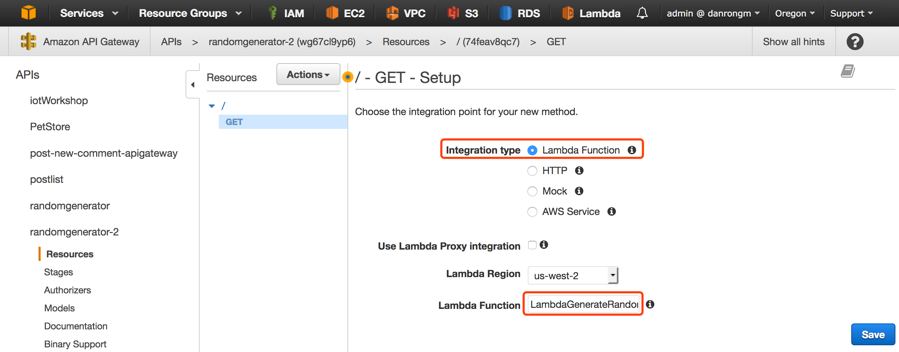 Services Resource Groups IAM EC2 VPC S3 RDS Lambda admin @ danrongm Oregon Support
Amazon API Gateway APIs > randomgenerator-2 (wg67cl9yp6) > Resources > / (74feav8qc7) > GET Show all hints ?
APIs
iotWorkshop
PetStore
post-new-comment-apigateway
postlist
randomgenerator
randomgenerator-2
Resources
Stages
Authorizers
Models
Documentation
Binary Support
Resources Actions
/
GET
/ - GET - Setup
Choose the integration point for your new method.
Integration type Lambda Function
HTTP
Mock
AWS Service
Use Lambda Proxy integration
Lambda Region us-west-2
Lambda Function LambdaGenerateRandor
Save